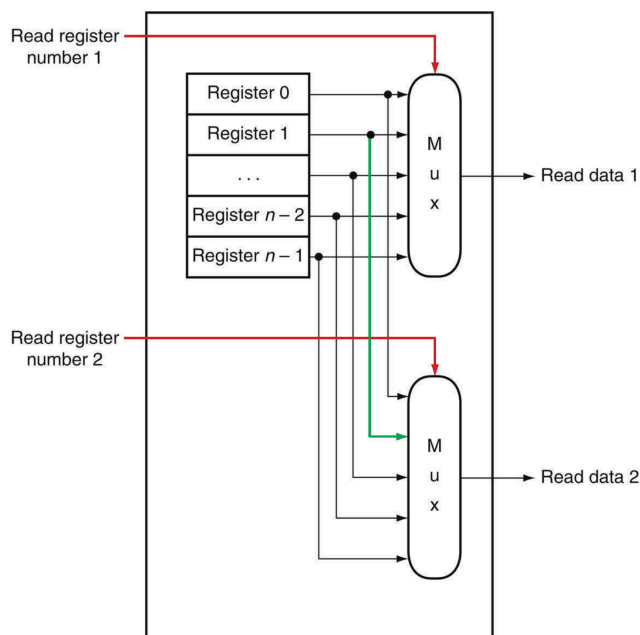 Read register
number 1
Register 0
Register 1
. . .
Register n – 2
Register n – 1
M
u
x
Read data 1
Read register
number 2
M
u
x
Read data 2